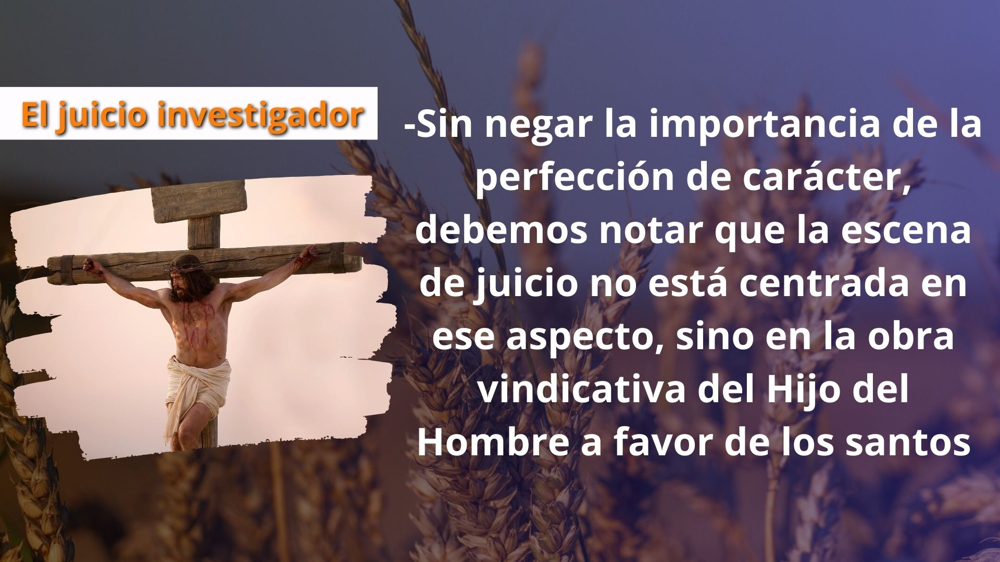 El juicio investigador
-Sin negar la importancia de la
perfección de carácter,
debemos notar que la escena
de juicio no está centrada en
ese aspecto, sino en la obra
vindicativa del Hijo del
Hombre a favor de los santos